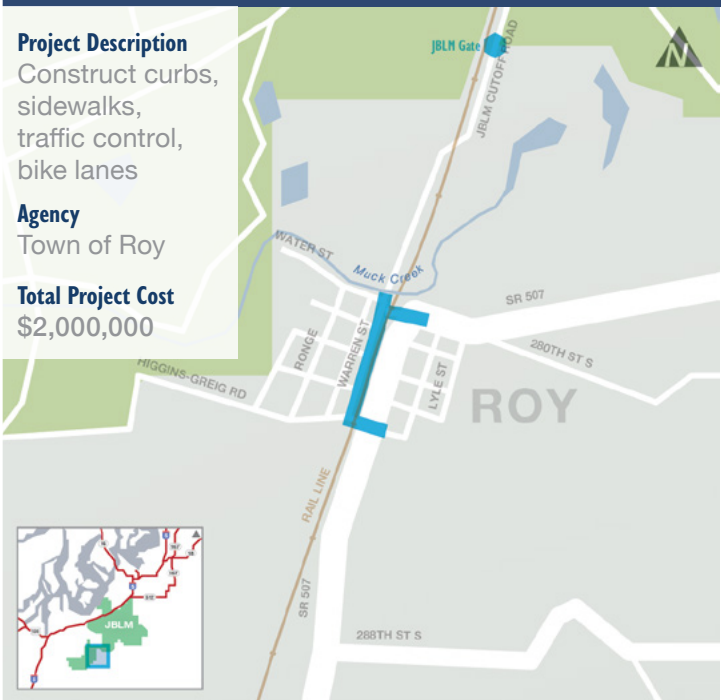 Project Description
Construct curbs,
sidewalks,
traffic control,
bike lanes
Agency
Town of Roy
Total Project Cost
$2,000,000
JBLM Gate
JBLM CUTOFF ROAD
N
WATER ST
Muck Creek
SR 507
280TH ST S
RONGE
WARREN ST
LYLE ST
HIGGINS-GREIG RD
ROY
RAIL LINE
SR 507
288TH ST S
JBLM